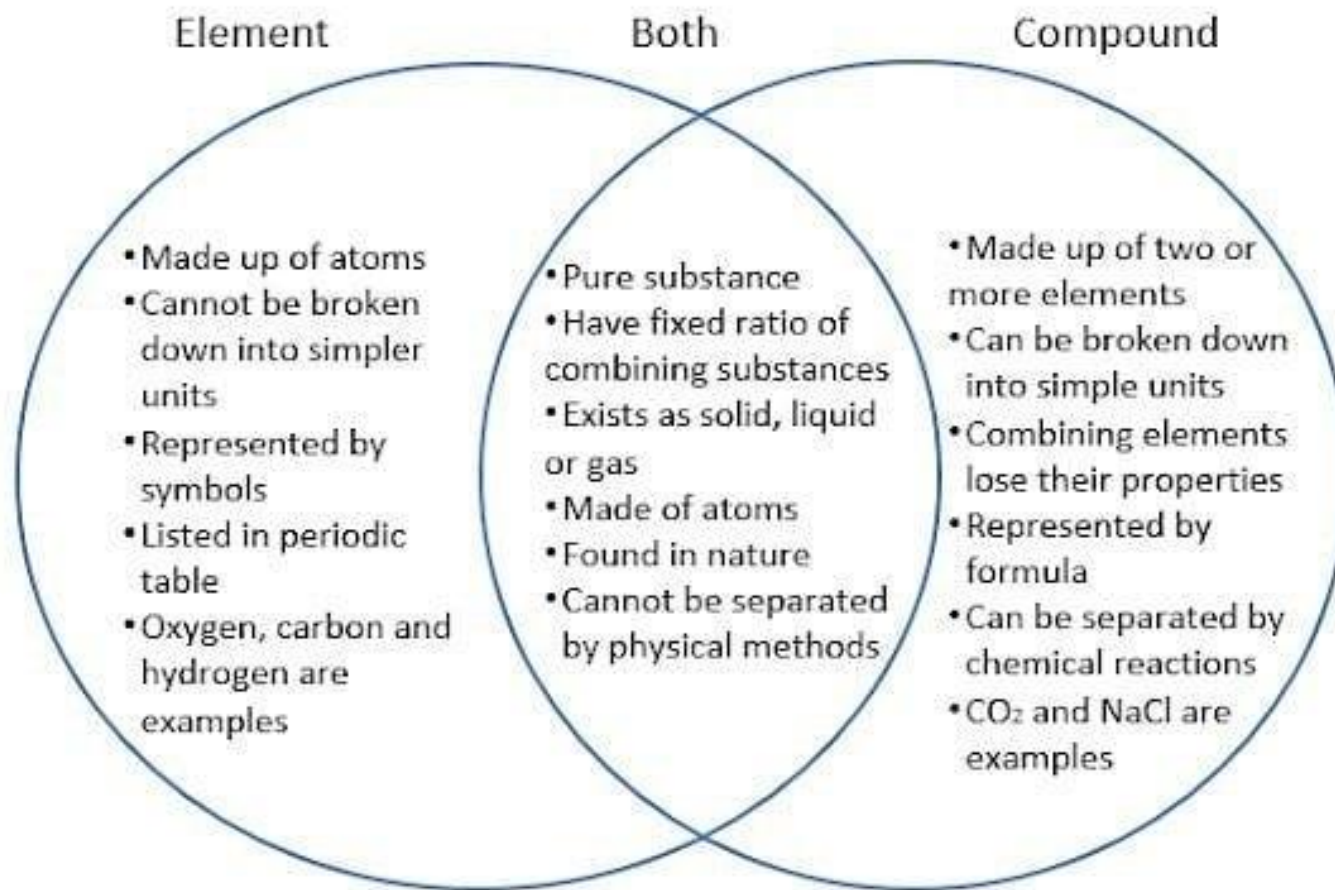 Element
Both
Compound
•Made up of atoms
•Cannot be broken
down into simpler
units
•Represented by
symbols
•Listed in periodic
table
•Oxygen, carbon and
hydrogen are
examples
•Pure substance
•Have fixed ratio of
combining substances
•Exists as solid, liquid
or gas
•Made of atoms
•Found in nature
•Cannot be separated
by physical methods
•Made up of two or
more elements
•Can be broken down
into simple units
•Combining elements
lose their properties
•Represented by
formula
•Can be separated by
chemical reactions
•CO₂ and NaCl are
examples